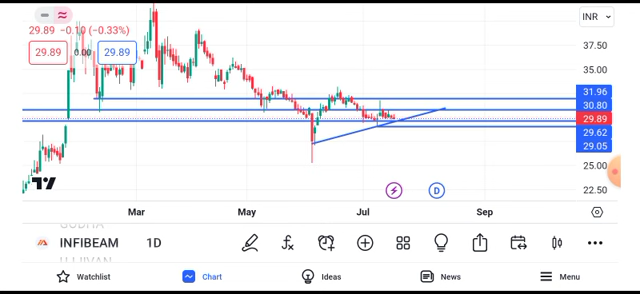 INR
29.89 −0.10 (−0.33%)
29.89 0.00 29.89
37.50
35.00
31.96
30.80
29.89
29.62
29.05
25.00
22.50
Mar May Jul Sep
D
INFIBEAM 1D
Watchlist Chart Ideas News Menu